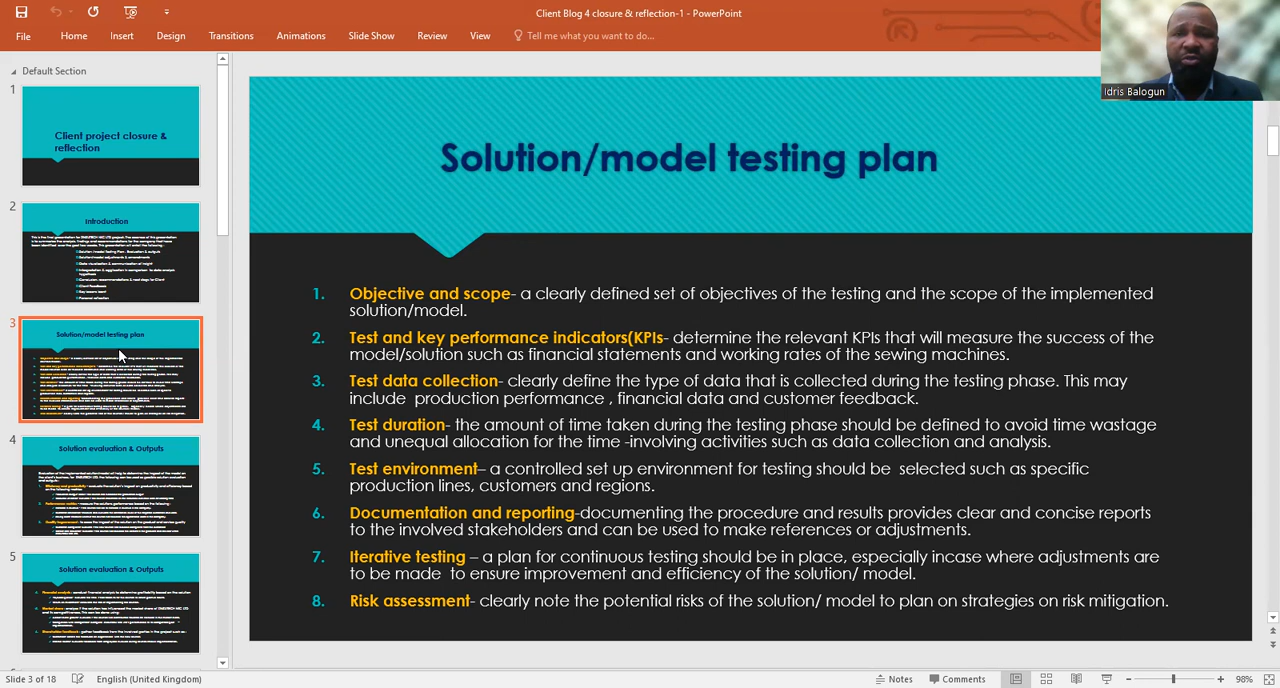 Client Blog 4 closure & reflection-1 - PowerPoint
File Home Insert Design Transitions Animations Slide Show Review View Tell me what you want to do...
Idris Balogun
Default Section
1
Client project closure &
reflection
2
Introduction
3
Solution/model testing plan
4
Solution evaluation & Outputs
5
Solution evaluation & Outputs
Solution/model testing plan
1. Objective and scope- a clearly defined set of objectives of the testing and the scope of the implemented
solution/model.
2. Test and key performance indicators(KPIs- determine the relevant KPIs that will measure the success of the
model/solution such as financial statements and working rates of the sewing machines.
3. Test data collection- clearly define the type of data that is collected during the testing phase. This may
include production performance , financial data and customer feedback.
4. Test duration- the amount of time taken during the testing phase should be defined to avoid time wastage
and unequal allocation for the time -involving activities such as data collection and analysis.
5. Test environment– a controlled set up environment for testing should be selected such as specific
production lines, customers and regions.
6. Documentation and reporting-documenting the procedure and results provides clear and concise reports
to the involved stakeholders and can be used to make references or adjustments.
7. Iterative testing – a plan for continuous testing should be in place, especially incase where adjustments are
to be made to ensure improvement and efficiency of the solution/ model.
8. Risk assessment- clearly note the potential risks of the solution/ model to plan on strategies on risk mitigation.
Slide 3 of 18 English (United Kingdom) Notes Comments 98%